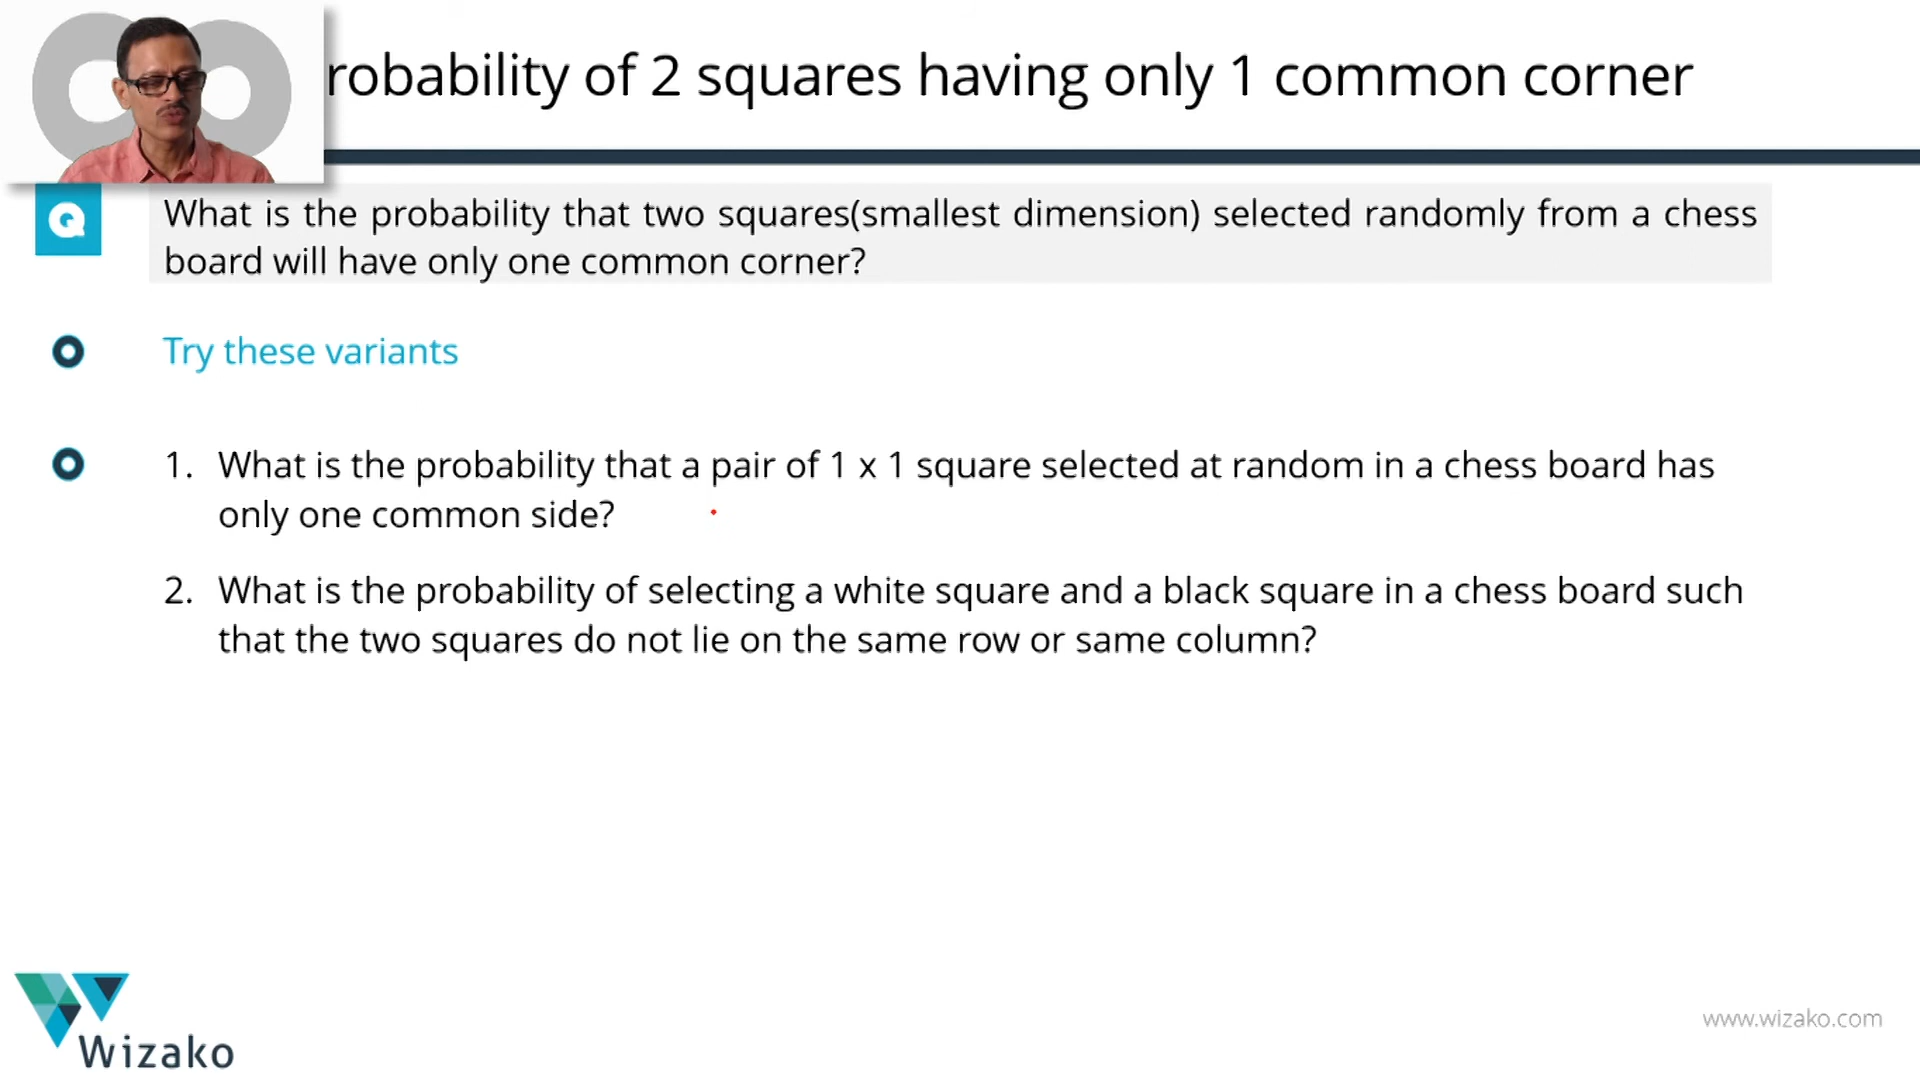 robability of 2 squares having only 1 common corner
Q
What is the probability that two squares(smallest dimension) selected randomly from a chess
board will have only one common corner?
Try these variants
1. What is the probability that a pair of 1 x 1 square selected at random in a chess board has
only one common side?
2. What is the probability of selecting a white square and a black square in a chess board such
that the two squares do not lie on the same row or same column?
Wizako
www.wizako.com